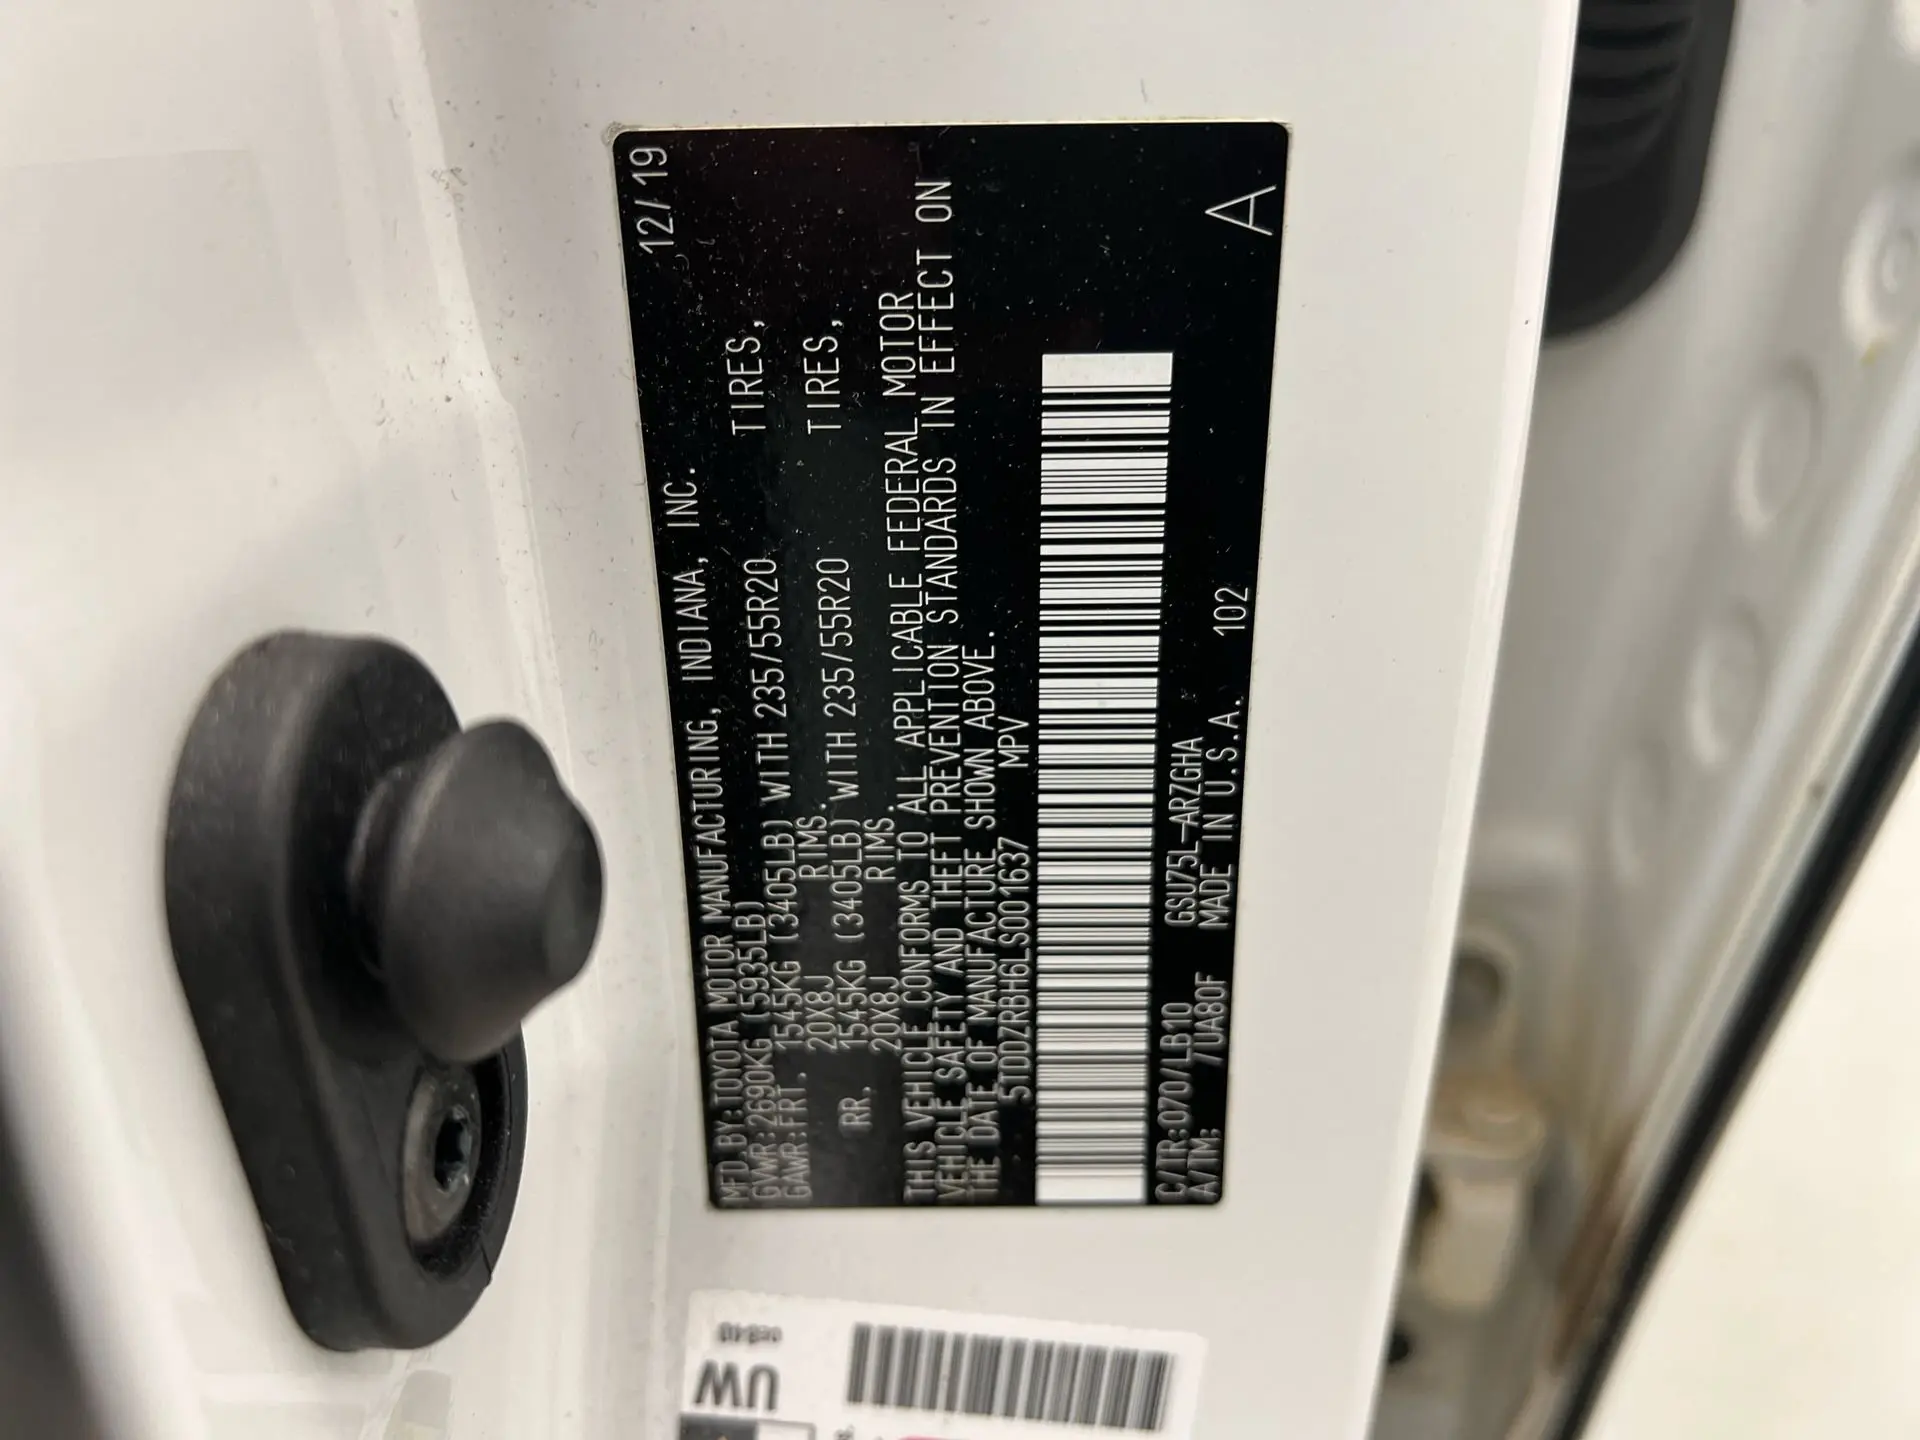 12/19
MFD.BY:TOYOTA MOTOR MANUFACTURING, INDIANA, INC.
GVWR:2690KG(5935LB)
GAWR:FRT. 1545KG (3405LB) WITH 235/55R20 TIRES,
20X8J RIMS.
RR. 1545KG (3405LB) WITH 235/55R20 TIRES,
20X8J RIMS.
THIS VEHICLE CONFORMS TO ALL APPLICABLE FEDERAL MOTOR
VEHICLE SAFETY AND THEFT PREVENTION STANDARDS IN EFFECT ON
THE DATE OF MANUFACTURE SHOWN ABOVE.
5TDDZRBH6LS001637 MPV
C/TR:070/LB10 GSU75L-ARZGHA
A/TM: /UA80F MADE IN U.S.A. 102
A
UW